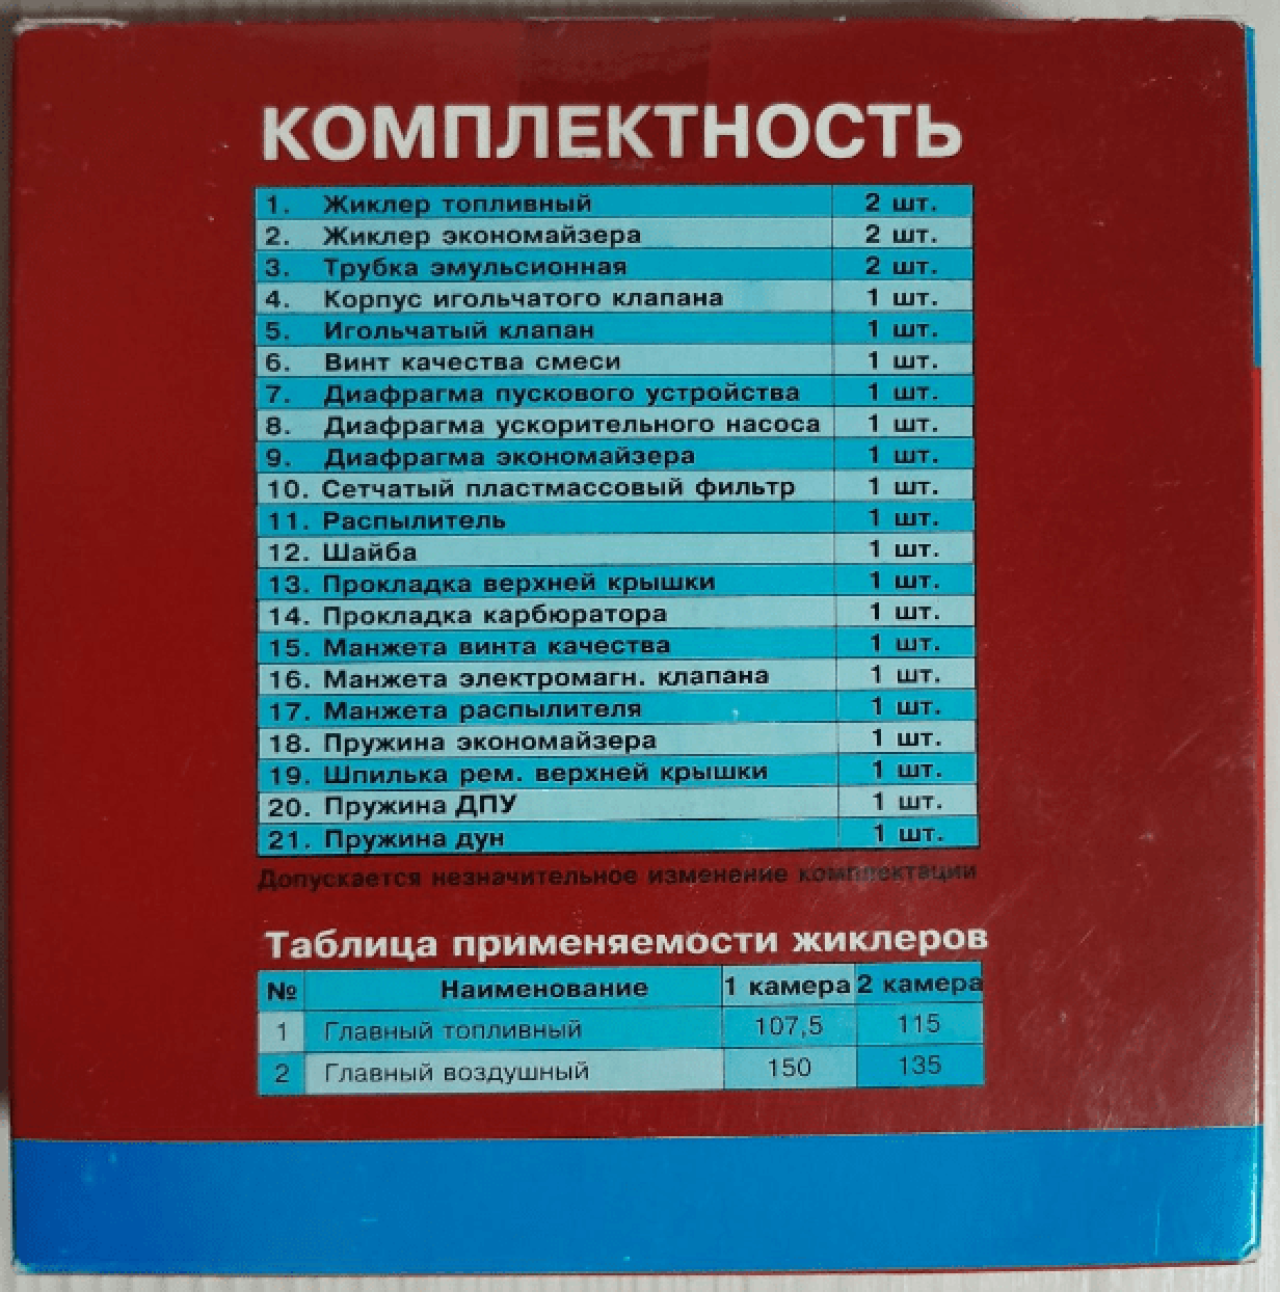 КОМПЛЕКТНОСТЬ
1. Жиклер топливный 2 шт.
2. Жиклер экономайзера 2 шт.
3. Трубка эмульсионная 2 шт.
4. Корпус игольчатого клапана 1 шт.
5. Игольчатый клапан 1 шт.
6. Винт качества смеси 1 шт.
7. Диафрагма пускового устройства 1 шт.
8. Диафрагма ускорительного насоса 1 шт.
9. Диафрагма экономайзера 1 шт.
10. Сетчатый пластмассовый фильтр 1 шт.
11. Распылитель 1 шт.
12. Шайба 1 шт.
13. Прокладка верхней крышки 1 шт.
14. Прокладка карбюратора 1 шт.
15. Манжета винта качества 1 шт.
16. Манжета электромагн. клапана 1 шт.
17. Манжета распылителя 1 шт.
18. Пружина экономайзера 1 шт.
19. Шпилька рем. верхней крышки 1 шт.
20. Пружина ДПУ 1 шт.
21. Пружина дун 1 шт.
Допускается незначительное изменение комплектации
Таблица применяемости жиклеров
№ Наименование 1 камера 2 камера
1 Главный топливный 107,5 115
2 Главный воздушный 150 135